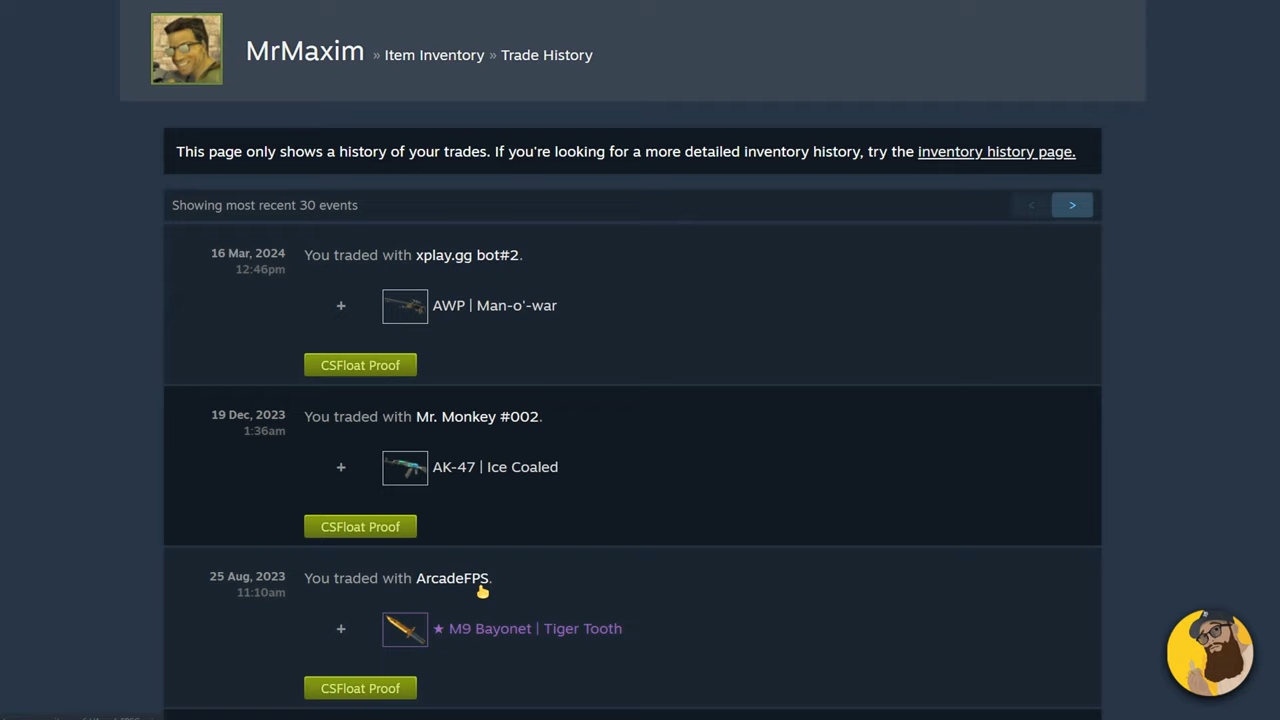 MrMaxim » Item Inventory » Trade History
This page only shows a history of your trades. If you're looking for a more detailed inventory history, try the inventory history page.
Showing most recent 30 events
< >
16 Mar, 2024
12:46pm
You traded with xplay.gg bot#2.
+ AWP | Man-o'-war
CSFloat Proof
19 Dec, 2023
1:36am
You traded with Mr. Monkey #002.
+ AK-47 | Ice Coaled
CSFloat Proof
25 Aug, 2023
11:10am
You traded with ArcadeFPS.
+ ★ M9 Bayonet | Tiger Tooth
CSFloat Proof